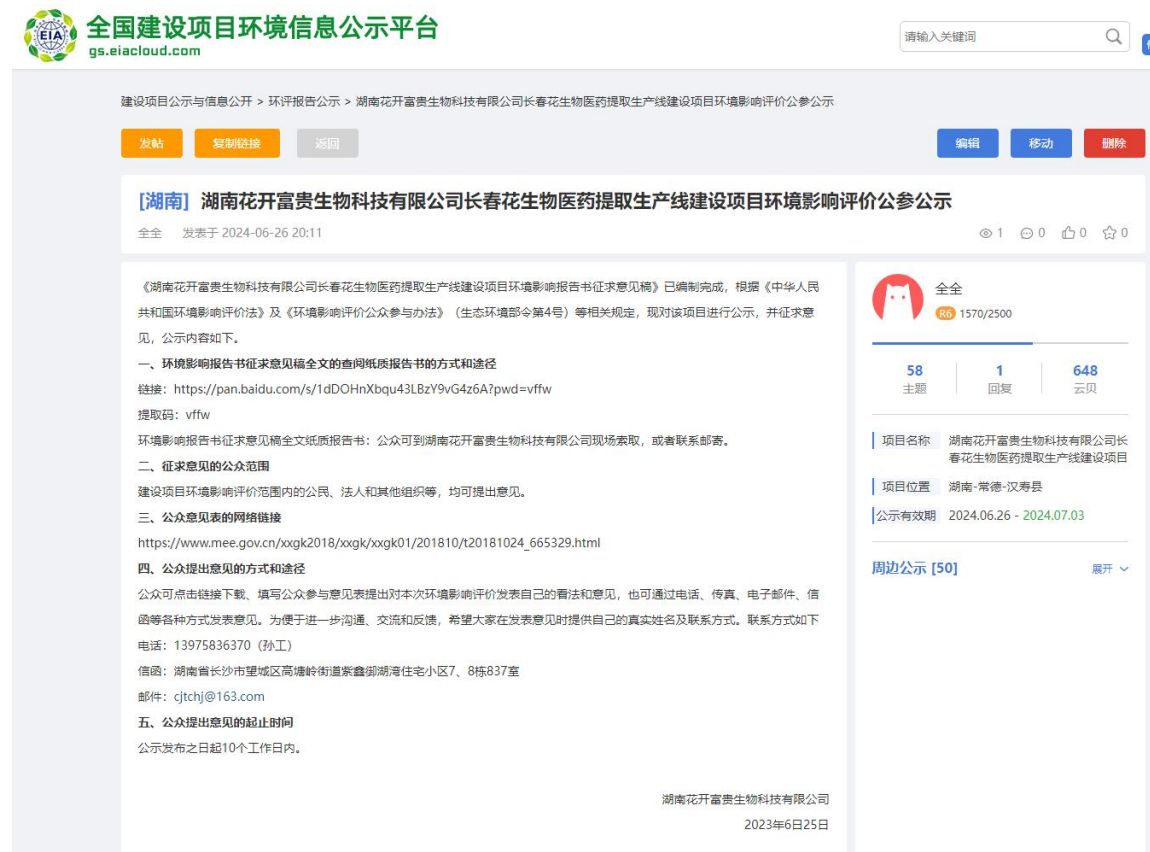 EIA
全国建设项目环境信息公示平台
gs.eiacloud.com
请输入关键词
建设项目公示与信息公开 > 环评报告公示 > 湖南花开富贵生物科技有限公司长春花生物医药提取生产线建设项目环境影响评价公参公示
发帖 复制链接 返回 编辑 移动 删除
[湖南] 湖南花开富贵生物科技有限公司长春花生物医药提取生产线建设项目环境影响评价公参公示
全全 发表于 2024-06-26 20:11 1 0 0 0
《湖南花开富贵生物科技有限公司长春花生物医药提取生产线建设项目环境影响报告书征求意见稿》已编制完成，根据《中华人民
共和国环境影响评价法》及《环境影响评价公众参与办法》（生态环境部令第4号）等相关规定，现对该项目进行公示，并征求意
见，公示内容如下。
一、环境影响报告书征求意见稿全文的查阅纸质报告书的方式和途径
链接：https://pan.baidu.com/s/1dDOHnXbqu43LBzY9vG4z6A?pwd=vffw
提取码：vffw
环境影响报告书征求意见稿全文纸质报告书：公众可到湖南花开富贵生物科技有限公司现场索取，或者联系邮寄。
二、征求意见的公众范围
建设项目环境影响评价范围内的公民、法人和其他组织等，均可提出意见。
三、公众意见表的网络链接
https://www.mee.gov.cn/xxgk2018/xxgk/xxgk01/201810/t20181024_665329.html
四、公众提出意见的方式和途径
公众可点击链接下载、填写公众参与意见表提出对本次环境影响评价发表自己的看法和意见，也可通过电话、传真、电子邮件、信
函等各种方式发表意见。为便于进一步沟通、交流和反馈，希望大家在发表意见时提供自己的真实姓名及联系方式。联系方式如下
电话：13975836370（孙工）
信函：湖南省长沙市望城区高塘岭街道紫鑫御湖湾住宅小区7、8栋837室
邮件：cjtchj@163.com
五、公众提出意见的起止时间
公示发布之日起10个工作日内。
湖南花开富贵生物科技有限公司
2023年6日25日
全全
R6 1570/2500
58 1 648
主题 回复 云贝
项目名称 湖南花开富贵生物科技有限公司长
春花生物医药提取生产线建设项目
项目位置 湖南-常德-汉寿县
公示有效期 2024.06.26 - 2024.07.03
周边公示 [50] 展开